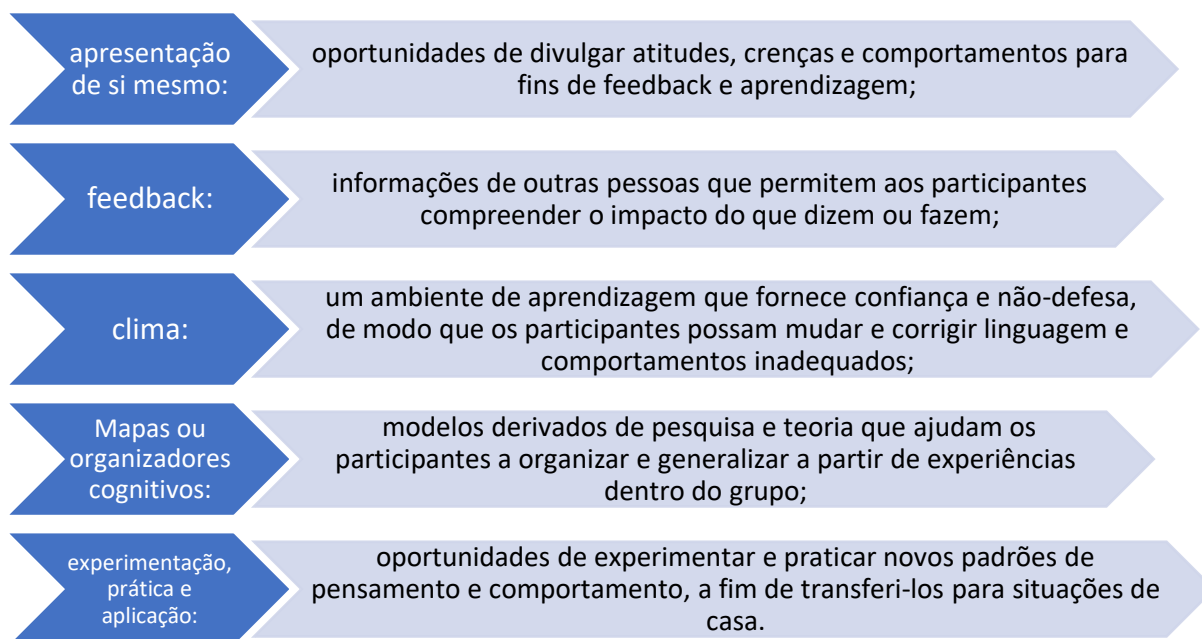 apresentação
de si mesmo:
oportunidades de divulgar atitudes, crenças e comportamentos para
fins de feedback e aprendizagem;
feedback:
informações de outras pessoas que permitem aos participantes
compreender o impacto do que dizem ou fazem;
clima:
um ambiente de aprendizagem que fornece confiança e não-defesa,
de modo que os participantes possam mudar e corrigir linguagem e
comportamentos inadequados;
Mapas ou
organizadores
cognitivos:
modelos derivados de pesquisa e teoria que ajudam os
participantes a organizar e generalizar a partir de experiências
dentro do grupo;
experimentação,
prática e
aplicação:
oportunidades de experimentar e praticar novos padrões de
pensamento e comportamento, a fim de transferi-los para situações de
casa.